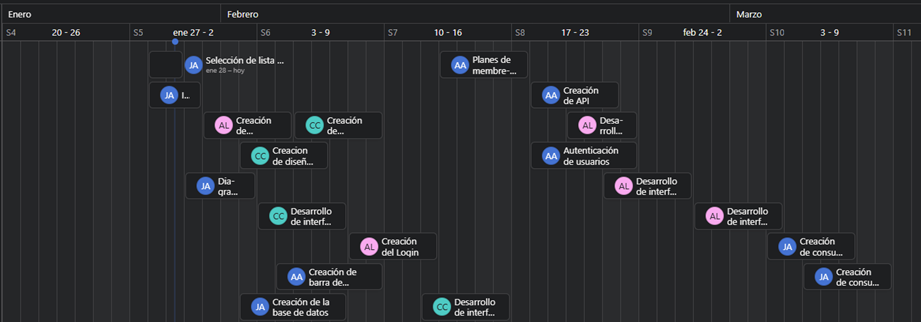 Enero
Febrero
Marzo
S4
20 - 26
S5
ene 27 - 2
S6
3 - 9
S7
10 - 16
S8
17 - 23
S9
feb 24 - 2
S10
3 - 9
S11
JA
Selección de lista ...
ene 28 – hoy
AA
Planes de
membre-...
JA
I...
AA
Creación
de API
AL
Creación
de...
CC
Creación
de...
AL
Desa-
rroll...
CC
Creacion
de diseñ...
AA
Autenticación
de usuarios
JA
Dia-
gra...
AL
Desarrollo
de interf...
CC
Desarrollo
de interf...
AL
Desarrollo
de interf...
AL
Creación
del Login
JA
Creación
de consu...
AA
Creación de
barra de...
JA
Creación
de consu...
JA
Creación de la
base de datos
CC
Desarrollo
de interf...